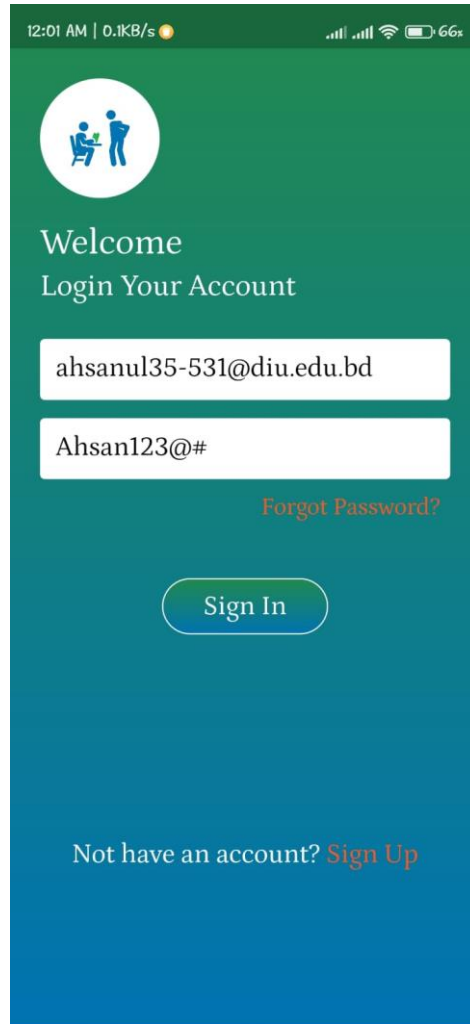 12:01 AM | 0.1KB/s 66%
Welcome
Login Your Account
ahsanul35-531@diu.edu.bd
Ahsan123@#
Forgot Password?
Sign In
Not have an account? Sign Up